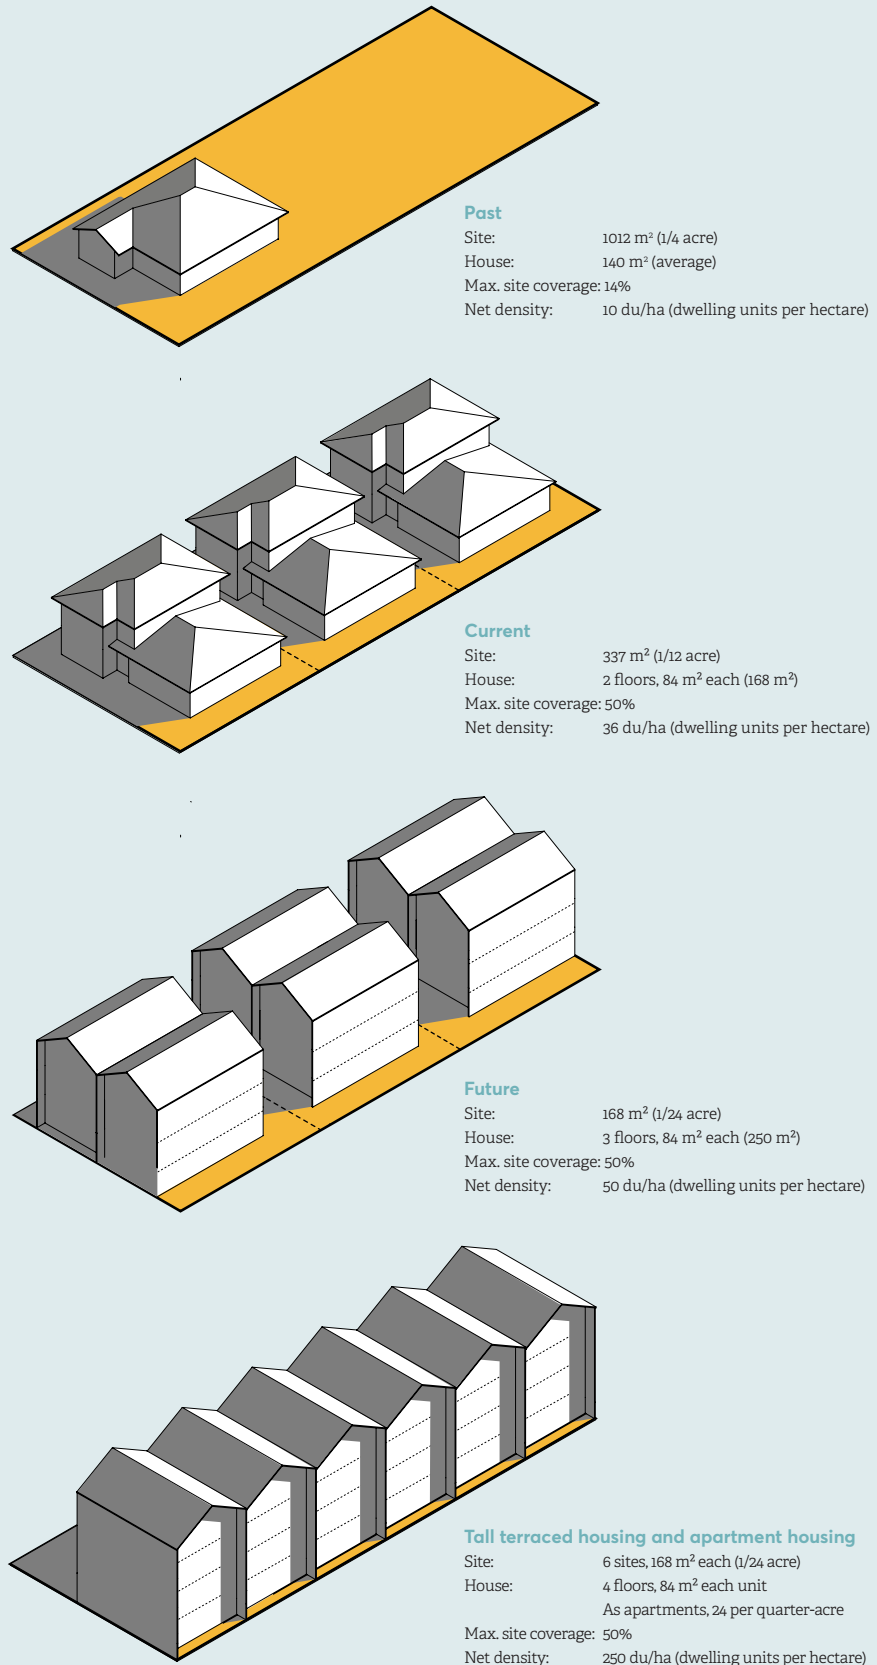 Past
Site: 1012 m² (1/4 acre)
House: 140 m² (average)
Max. site coverage: 14%
Net density: 10 du/ha (dwelling units per hectare)
Current
Site: 337 m² (1/12 acre)
House: 2 floors, 84 m² each (168 m²)
Max. site coverage: 50%
Net density: 36 du/ha (dwelling units per hectare)
Future
Site: 168 m² (1/24 acre)
House: 3 floors, 84 m² each (250 m²)
Max. site coverage: 50%
Net density: 50 du/ha (dwelling units per hectare)
Tall terraced housing and apartment housing
Site: 6 sites, 168 m² each (1/24 acre)
House: 4 floors, 84 m² each unit
As apartments, 24 per quarter-acre
Max. site coverage: 50%
Net density: 250 du/ha (dwelling units per hectare)